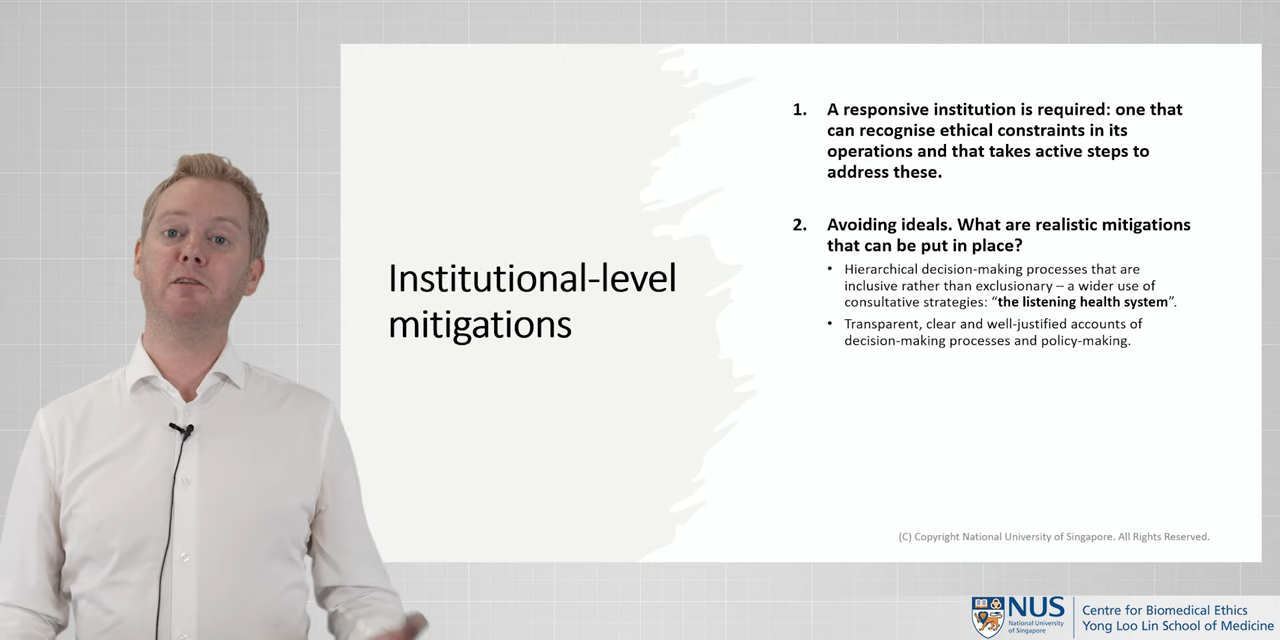 Institutional-level
mitigations
1. A responsive institution is required: one that
can recognise ethical constraints in its
operations and that takes active steps to
address these.
2. Avoiding ideals. What are realistic mitigations
that can be put in place?
• Hierarchical decision-making processes that are
inclusive rather than exclusionary – a wider use of
consultative strategies: “the listening health system”.
• Transparent, clear and well-justified accounts of
decision-making processes and policy-making.
(C) Copyright National University of Singapore. All Rights Reserved.
NUS
National University
of Singapore
Centre for Biomedical Ethics
Yong Loo Lin School of Medicine